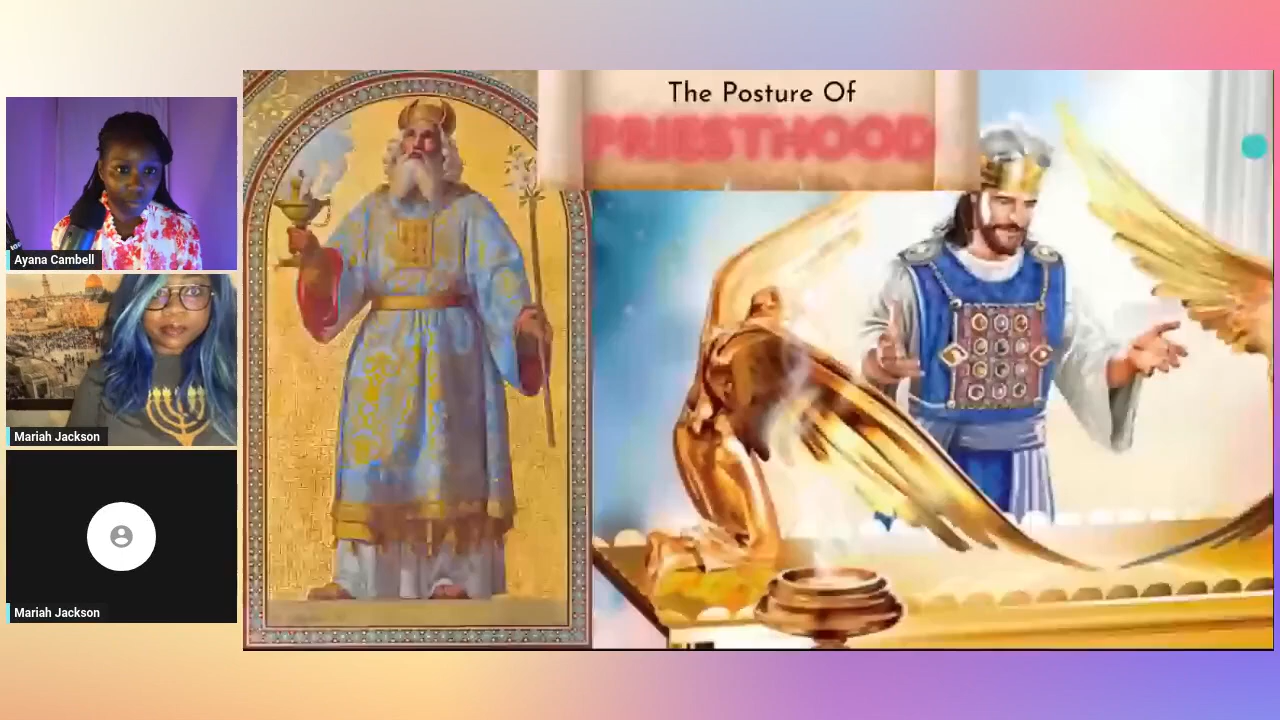 The Posture Of
PRIESTHOOD
Ayana Cambell
Mariah Jackson
Mariah Jackson